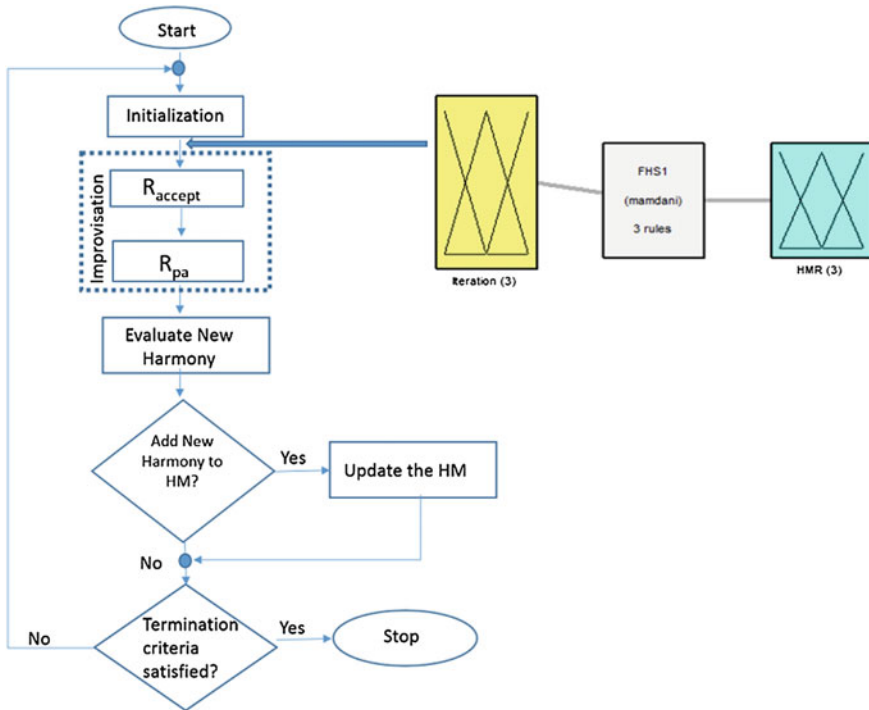 Start
Initialization
Improvisation
Raccept
Rpa
Evaluate New
Harmony
Add New
Harmony to
HM?
Yes
Update the HM
No
Termination
criteria
satisfied?
No
Yes
Stop
Iteration (3)
FHS1
(mamdani)
3 rules
HMR (3)